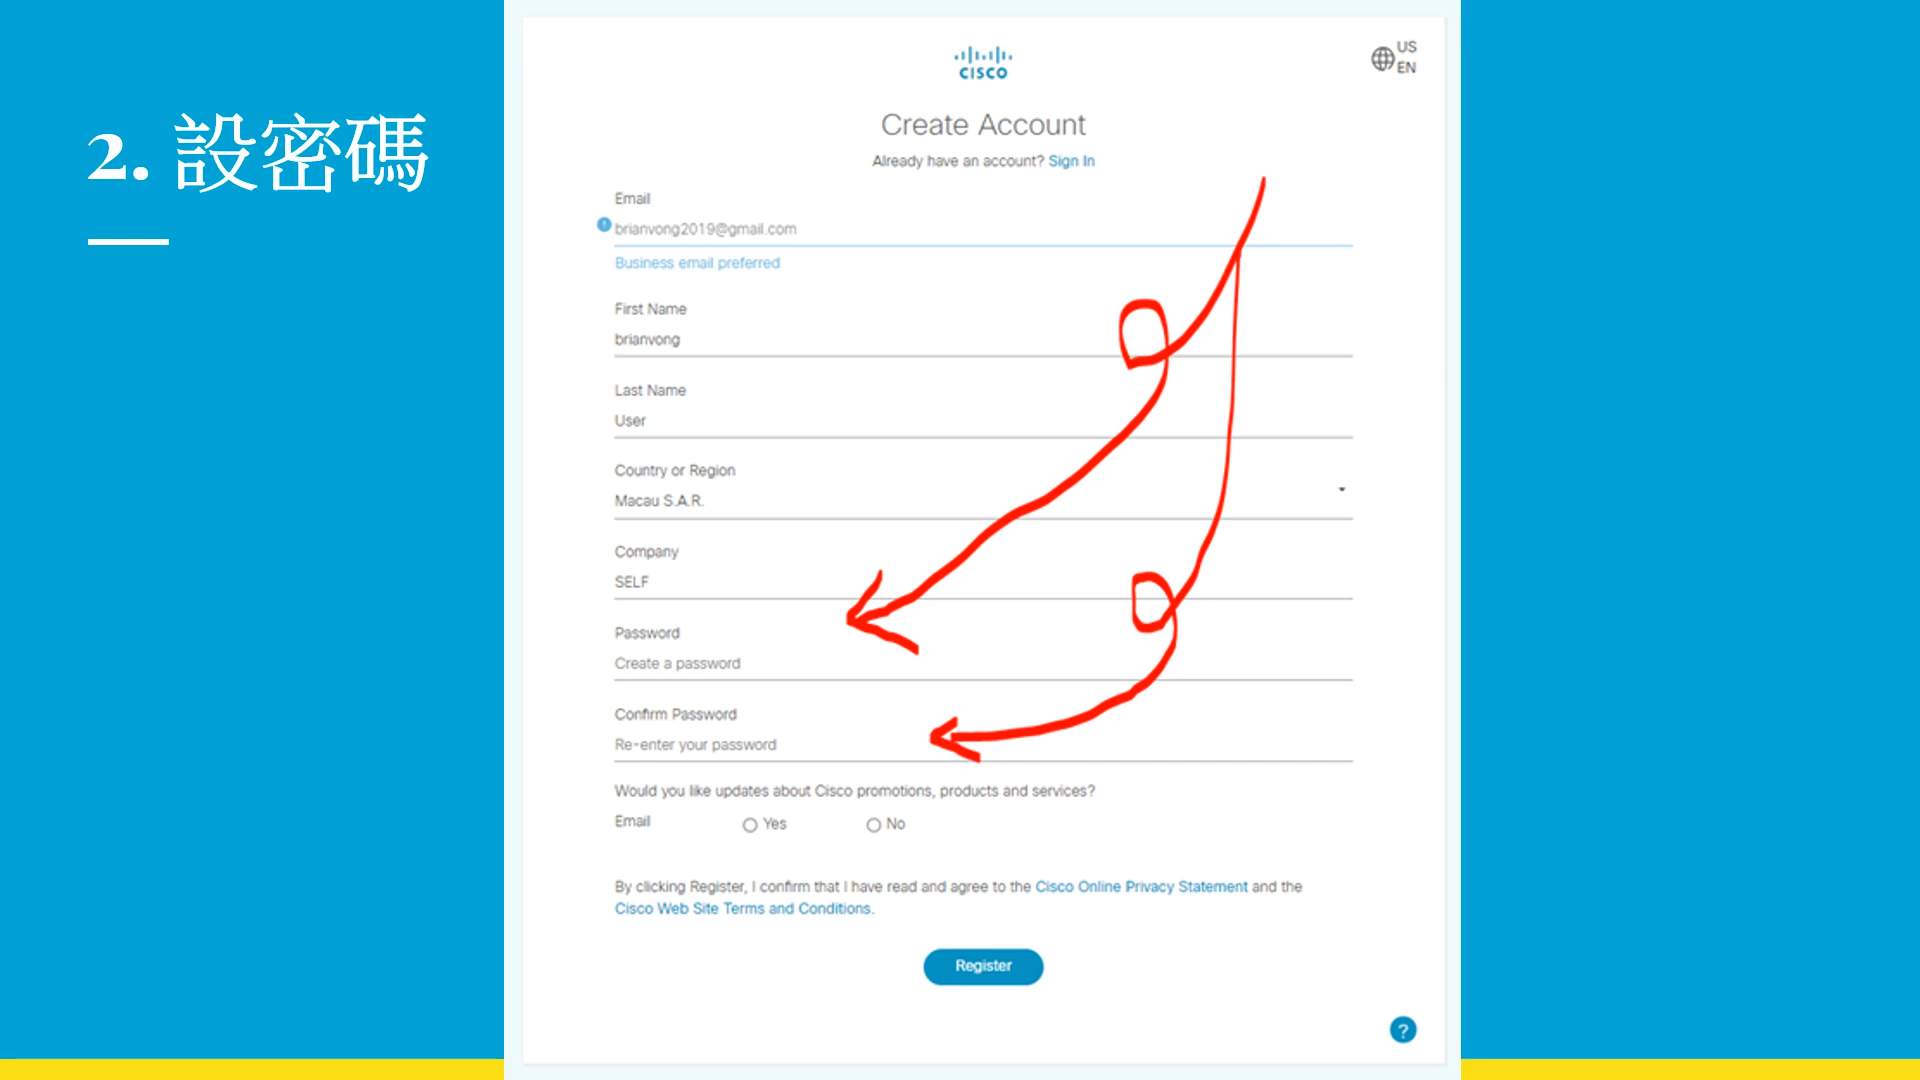 2. 設密碼
CISCO
US
EN
Create Account
Already have an account? Sign In
Email
brianvong2019@gmail.com
Business email preferred
First Name
brianvong
Last Name
User
Country or Region
Macau S.A.R.
Company
SELF
Password
Create a password
Confirm Password
Re-enter your password
Would you like updates about Cisco promotions, products and services?
Email Yes No
By clicking Register, I confirm that I have read and agree to the Cisco Online Privacy Statement and the
Cisco Web Site Terms and Conditions.
Register
?